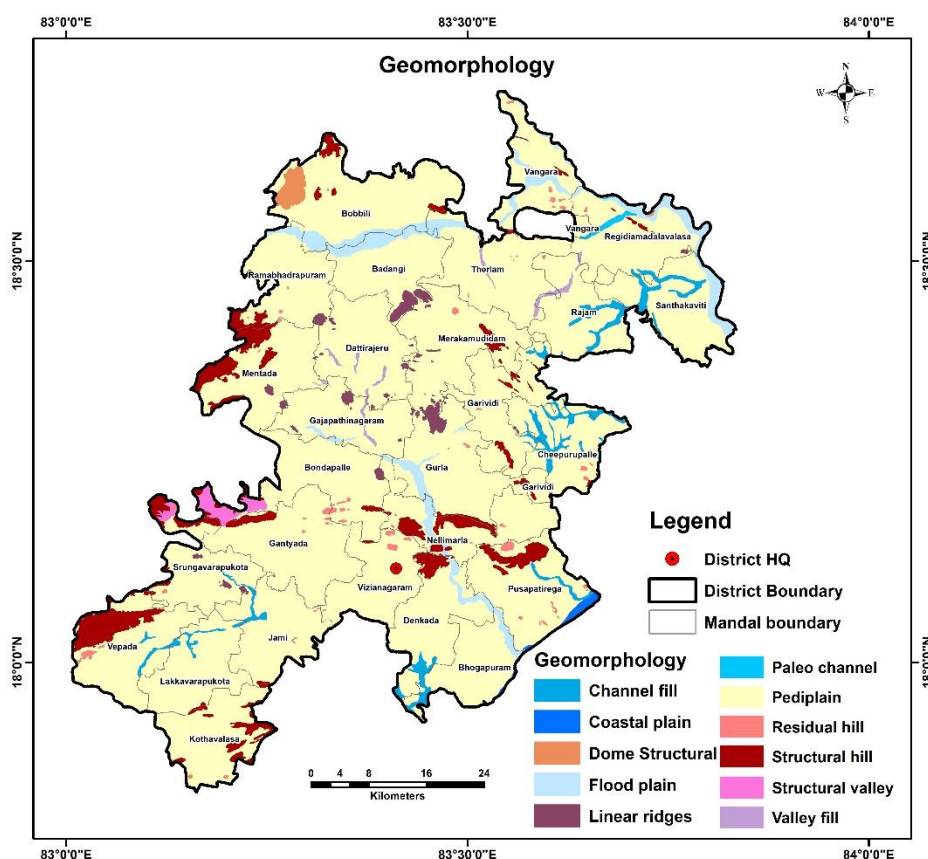 83°0'0"E
83°30'0"E
84°0'0"E
Geomorphology
N
W
E
S
Vangara
Bobbili
Vangara
Regidiamadalavalasa
18°30'0"N
18°30'0"N
Ramabhadrapuram
Badangi
Therlam
Rajam
Santhakaviti
Dattirajeru
Merakamudidam
Mentada
Garividi
Gajapathinagaram
Cheepurupalle
Bondapalle
Gurla
Garividi
Gantyada
Nellimarla
Srungavarapukota
Vizianagaram
Pusapatirega
Denkada
Vepada
Jami
Bhogapuram
18°0'0"N
18°0'0"N
Lakkavarapukota
Kothavalasa
Legend
District HQ
District Boundary
Mandal boundary
Geomorphology
Channel fill
Coastal plain
Dome Structural
Flood plain
Linear ridges
Paleo channel
Pediplain
Residual hill
Structural hill
Structural valley
Valley fill
0 4 8 16 24
Kilometers
83°0'0"E
83°30'0"E
84°0'0"E